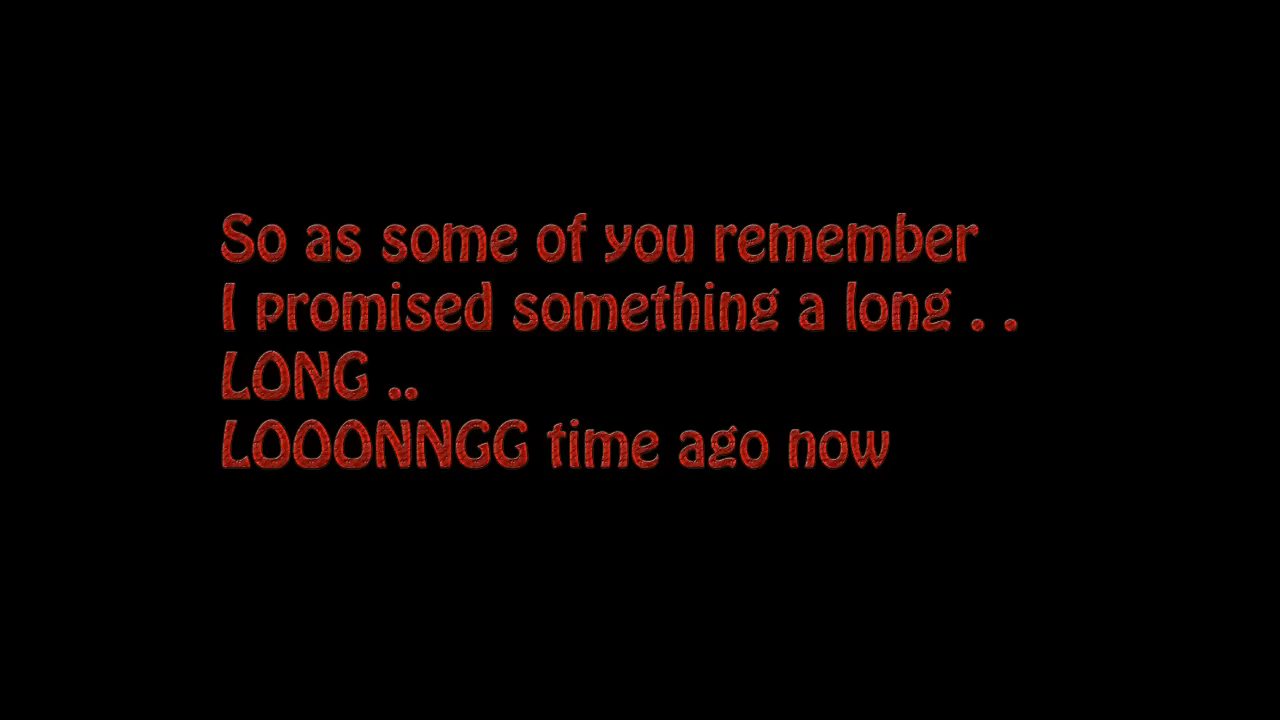 So as some of you remember
I promised something a long . .
LONG ..
LOOONNGG time ago now